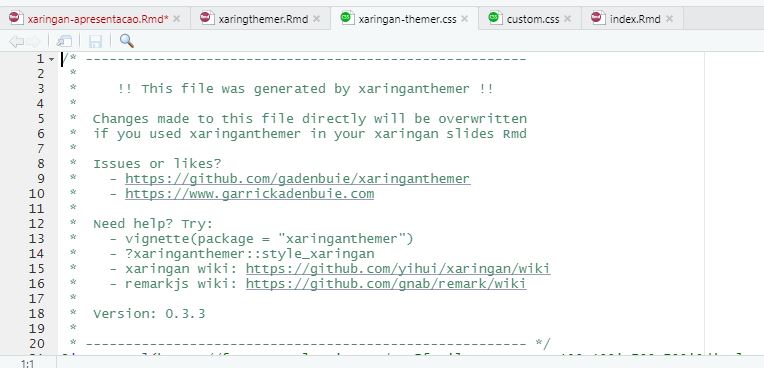 xaringan-apresentacao.Rmd* xaringthemer.Rmd xaringan-themer.css custom.css index.Rmd
1 /* ----------------------------------------------------
2 *
3 * !! This file was generated by xaringanthemer !!
4 *
5 * Changes made to this file directly will be overwritten
6 * if you used xaringanthemer in your xaringan slides Rmd
7 *
8 * Issues or likes?
9 * - https://github.com/gadenbuie/xaringanthemer
10 * - https://www.garrickadenbuie.com
11 *
12 * Need help? Try:
13 * - vignette(package = "xaringanthemer")
14 * - ?xaringanthemer::style_xaringan
15 * - xaringan wiki: https://github.com/yihui/xaringan/wiki
16 * - remarkjs wiki: https://github.com/gnab/remark/wiki
17 *
18 * Version: 0.3.3
19 *
20 * ---------------------------------------------------- */
1:1